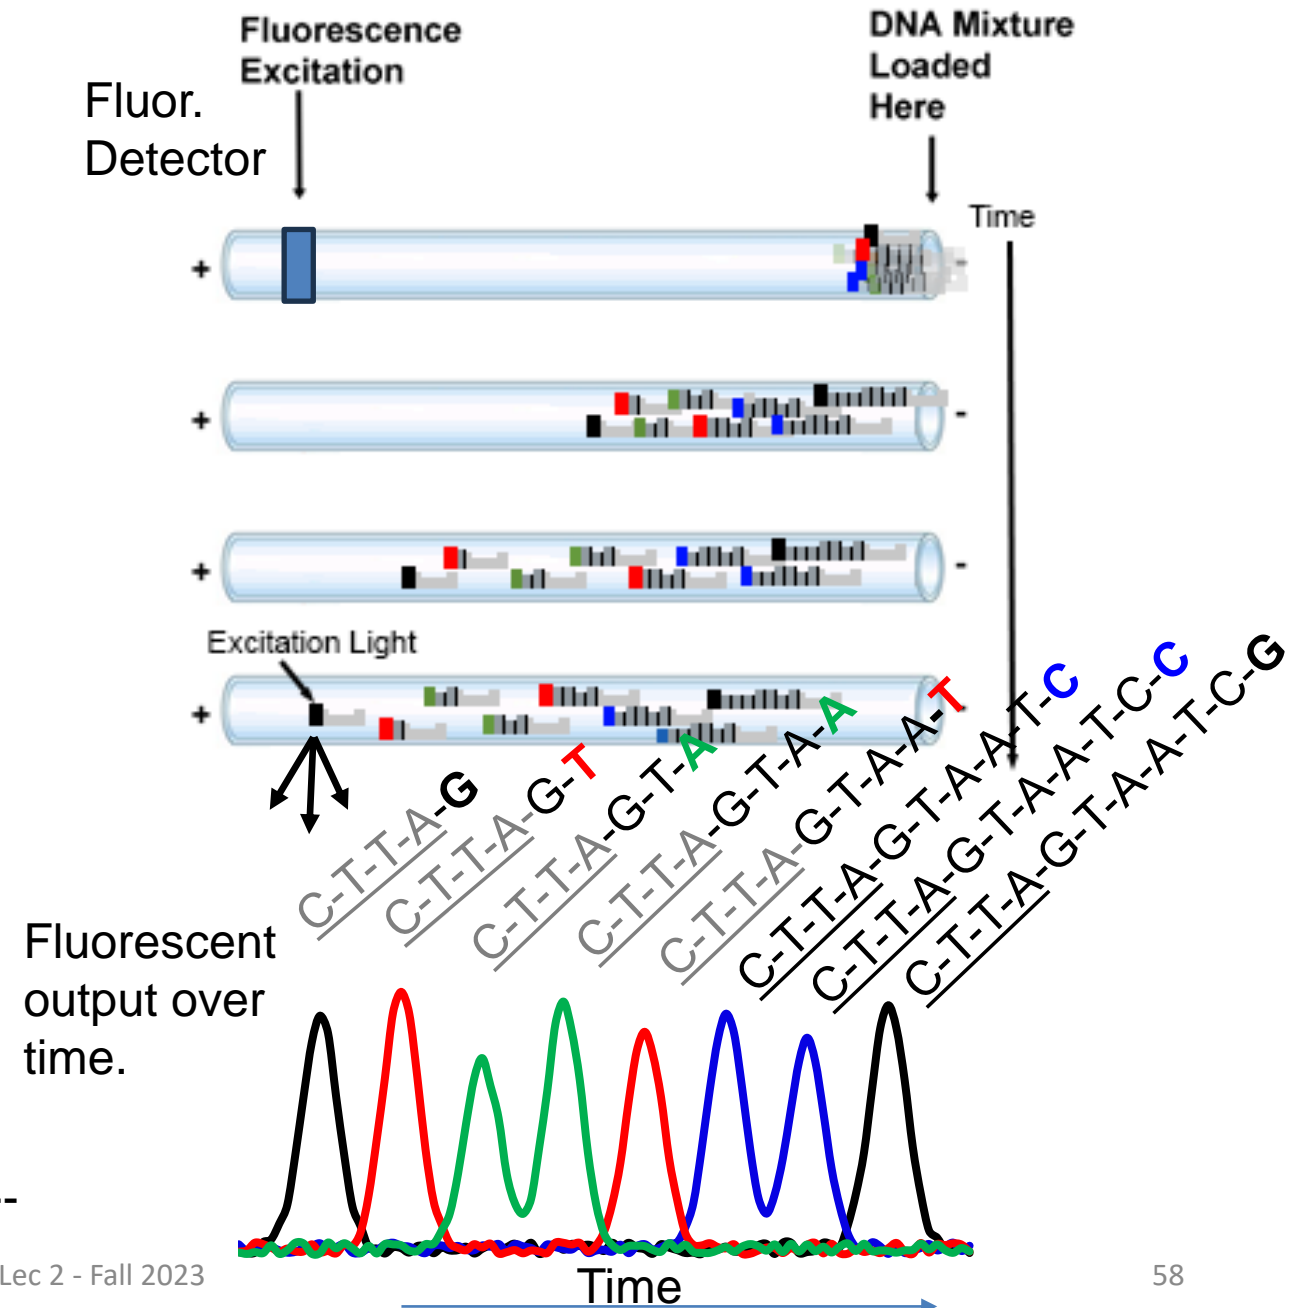 Fluorescence
Excitation
DNA Mixture
Loaded
Here
Fluor.
Detector
Time
+
-
+
-
+
-
Excitation Light
+
-
C-T-T-A-G
C-T-T-A-G-T
C-T-T-A-G-T-A
C-T-T-A-G-T-A-A
C-T-T-A-G-T-A-A-T
C-T-T-A-G-T-A-A-T-C
C-T-T-A-G-T-A-A-T-C-C
C-T-T-A-G-T-A-A-T-C-G
Fluorescent
output over
time.
--
Lec 2 - Fall 2023
Time
58